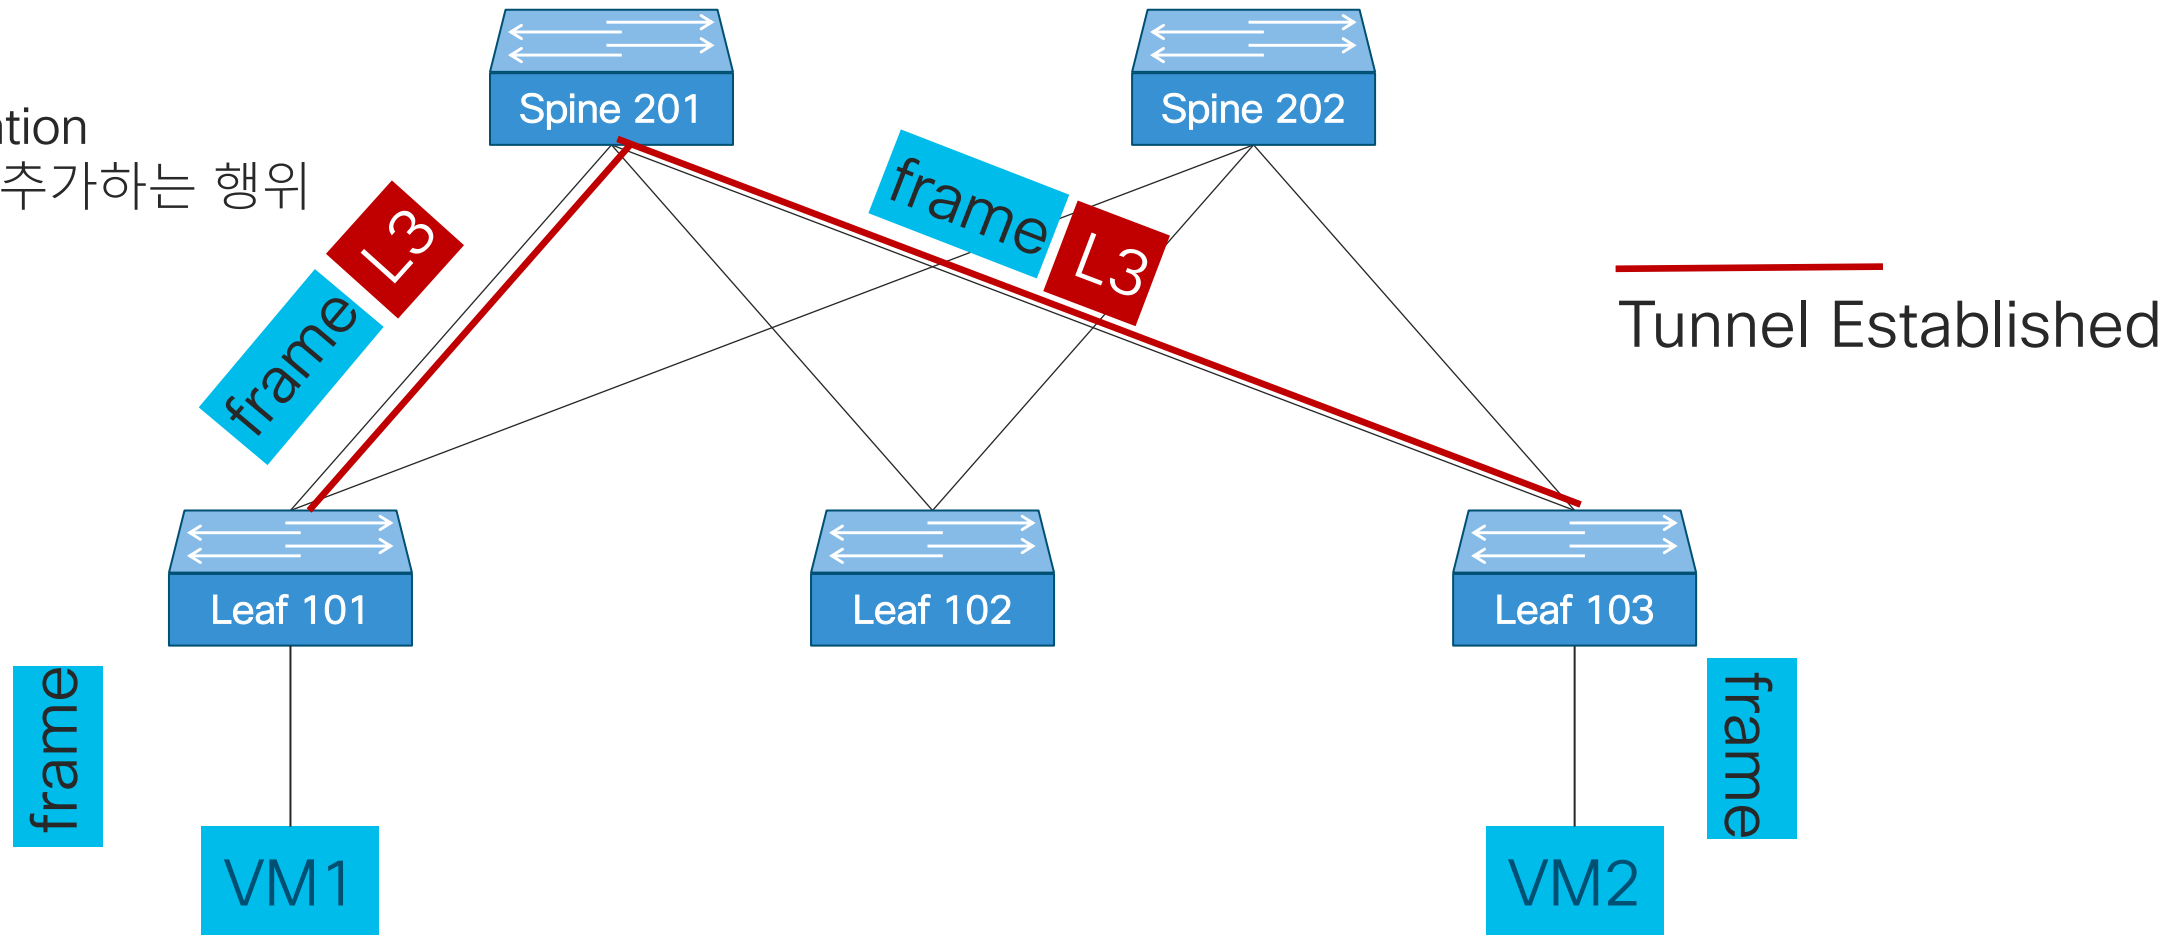 Spine 201
Spine 202
추가하는 행위
frame
L3
frame
L3
Tunnel Established
Leaf 101
Leaf 102
Leaf 103
frame
frame
VM1
VM2